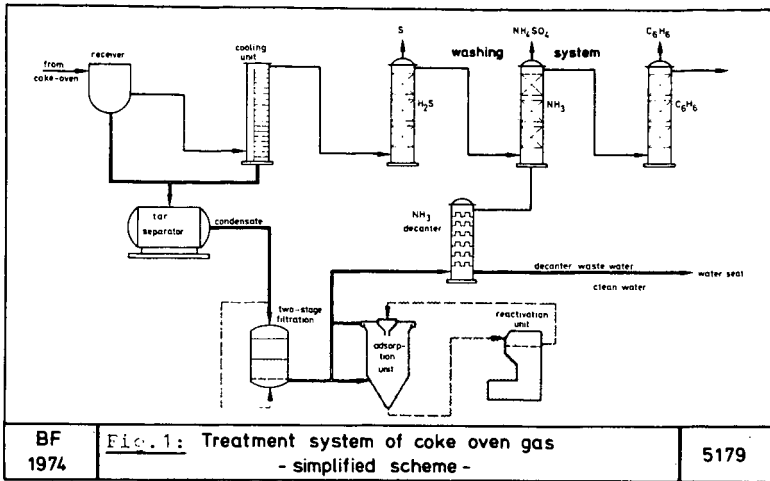 from
coke-oven
receiver
cooling
unit
S
washing
NH₄SO₄
system
C₆H₆
H₂S
NH₃
C₆H₆
tar
separator
condensate
NH₃
decanter
decanter waste water
clean water
water seal
two-stage
filtration
adsorp-
tion
unit
reactivation
unit
BF
1974
Fig.1: Treatment system of coke oven gas
- simplified scheme -
5179